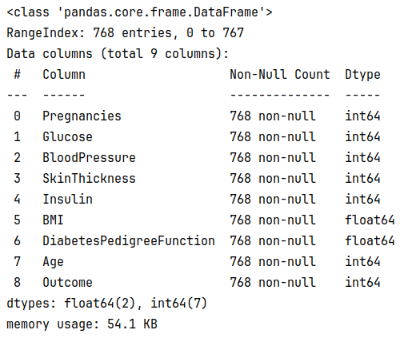 <class 'pandas.core.frame.DataFrame'>
RangeIndex: 768 entries, 0 to 767
Data columns (total 9 columns):
 #   Column                    Non-Null Count  Dtype
---  ------                    --------------  -----
 0   Pregnancies               768 non-null    int64
 1   Glucose                   768 non-null    int64
 2   BloodPressure             768 non-null    int64
 3   SkinThickness             768 non-null    int64
 4   Insulin                   768 non-null    int64
 5   BMI                       768 non-null    float64
 6   DiabetesPedigreeFunction  768 non-null    float64
 7   Age                       768 non-null    int64
 8   Outcome                   768 non-null    int64
dtypes: float64(2), int64(7)
memory usage: 54.1 KB